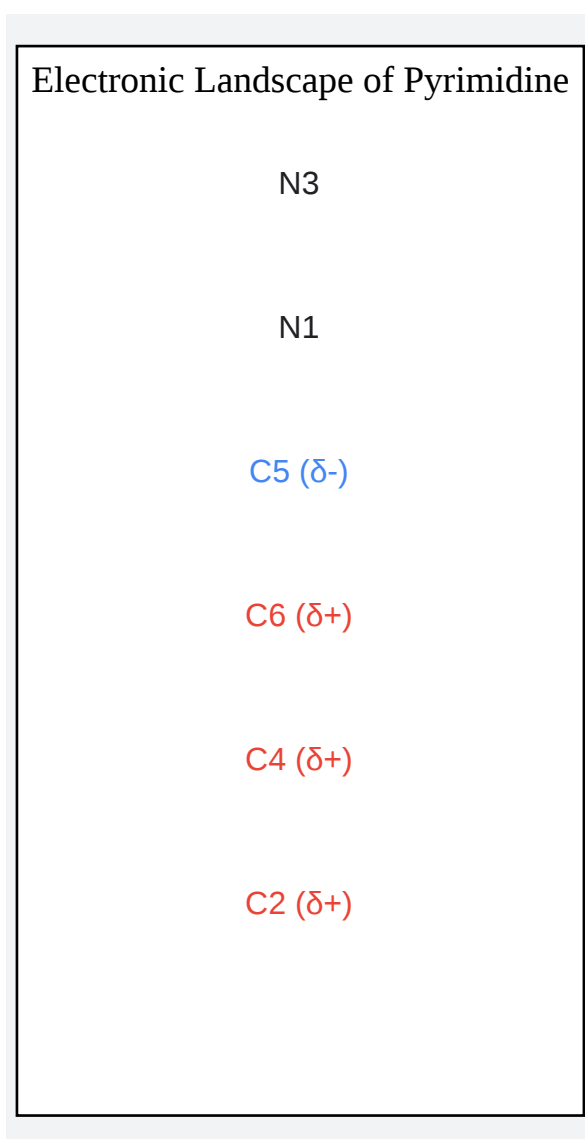 Electronic Landscape of Pyrimidine
N3
N1
C5 (δ-)
C6 (δ+)
C4 (δ+)
C2 (δ+)